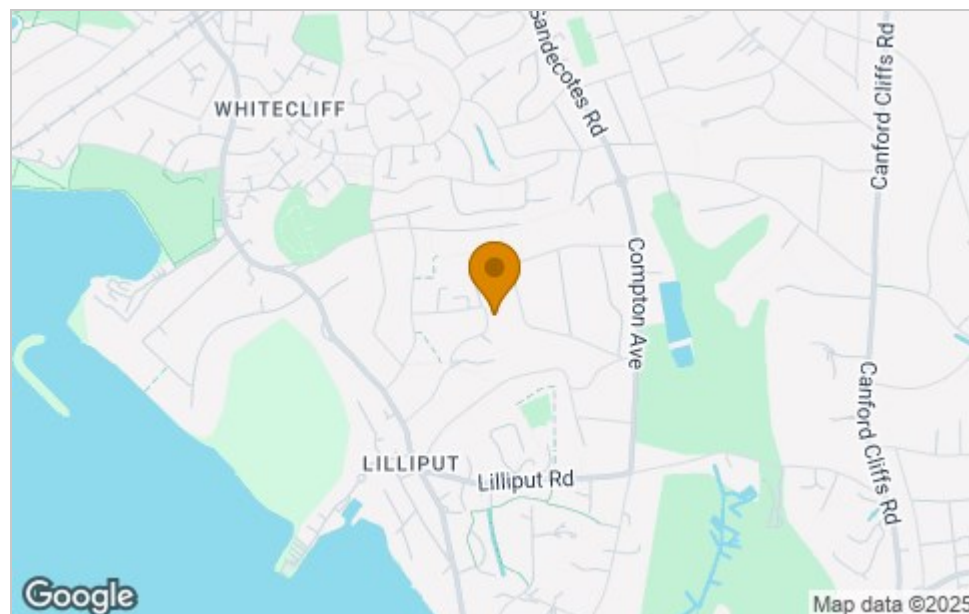 WHITECLIFF
Sandecotes Rd
Canford Cliffs Rd
Compton Ave
Canford Cliffs Rd
LILLIPUT
Lilliput Rd
Google
Map data ©2025